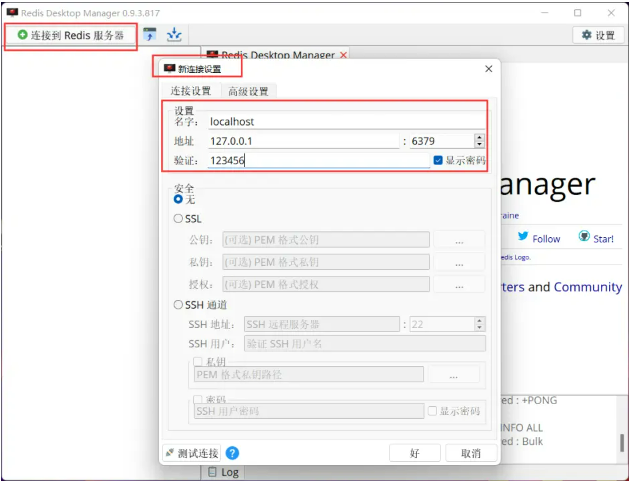 Redis Desktop Manager 0.9.3.817
连接到 Redis 服务器
设置
Redis Desktop Manager
新连接设置
连接设置
高级设置
设置
名字: localhost
地址 127.0.0.1 : 6379
验证: 123456 显示密码
安全
无
SSL
公钥: (可选) PEM 格式公钥 ...
私钥: (可选) PEM 格式私钥 ...
授权: (可选) PEM 格式授权 ...
SSH 通道
SSH 地址: SSH 远程服务器 : 22
SSH 用户: 验证 SSH 用户名
私钥
PEM 格式私钥路径 ...
密码
SSH 用户密码 显示密码
测试连接 ? 好 取消
anager
raine
Follow Star!
edis Logo.
ters and Community
ed : +PONG
INFO ALL
ed : Bulk
Log